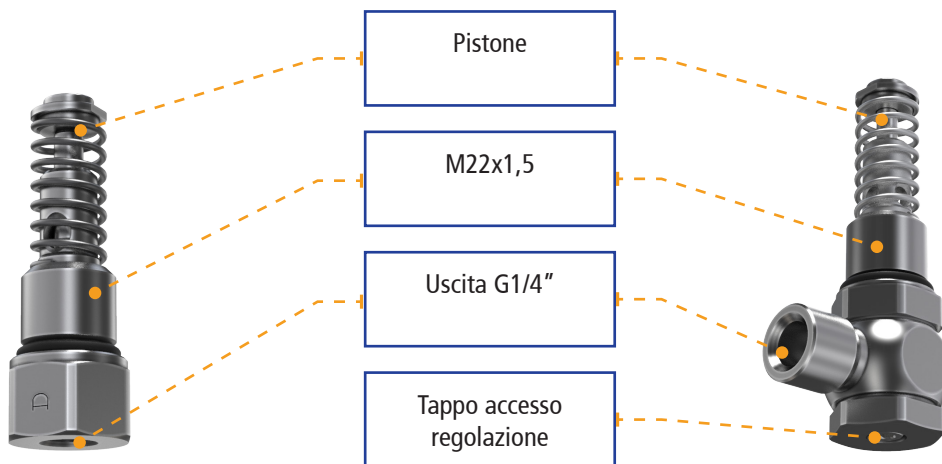 Pistone
M22x1,5
Uscita G1/4”
Tappo accesso
regolazione
D